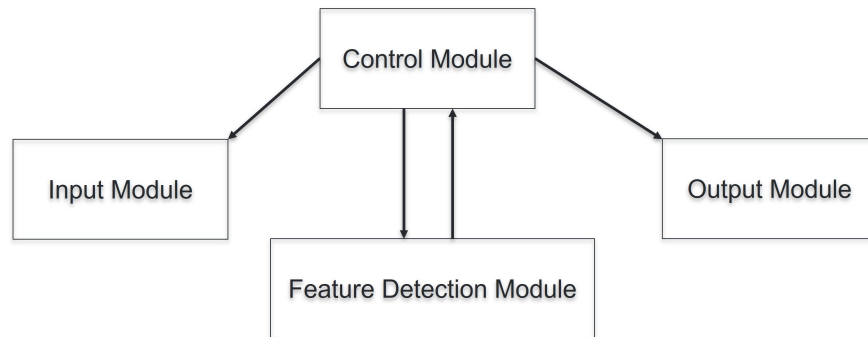 Control Module
Input Module
Output Module
Feature Detection Module